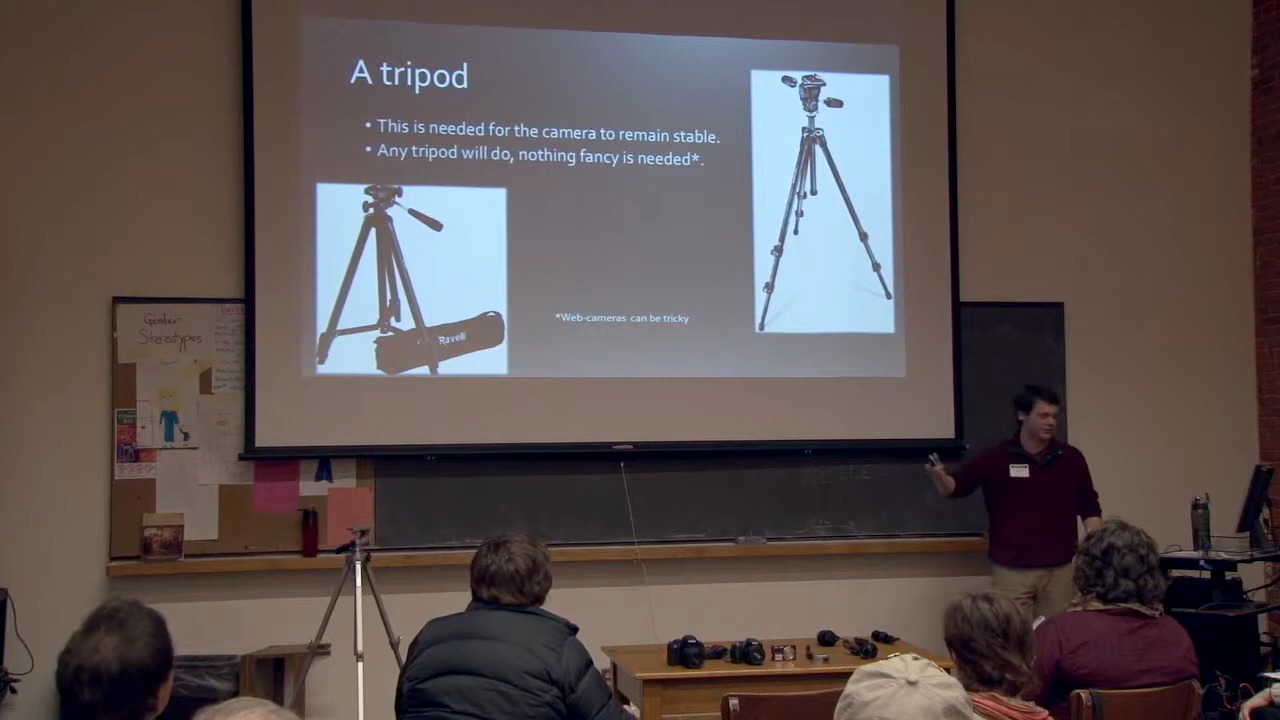 A tripod
• This is needed for the camera to remain stable.
• Any tripod will do, nothing fancy is needed*.
Ravelli
*Web-cameras can be tricky
Gender
Stereotypes